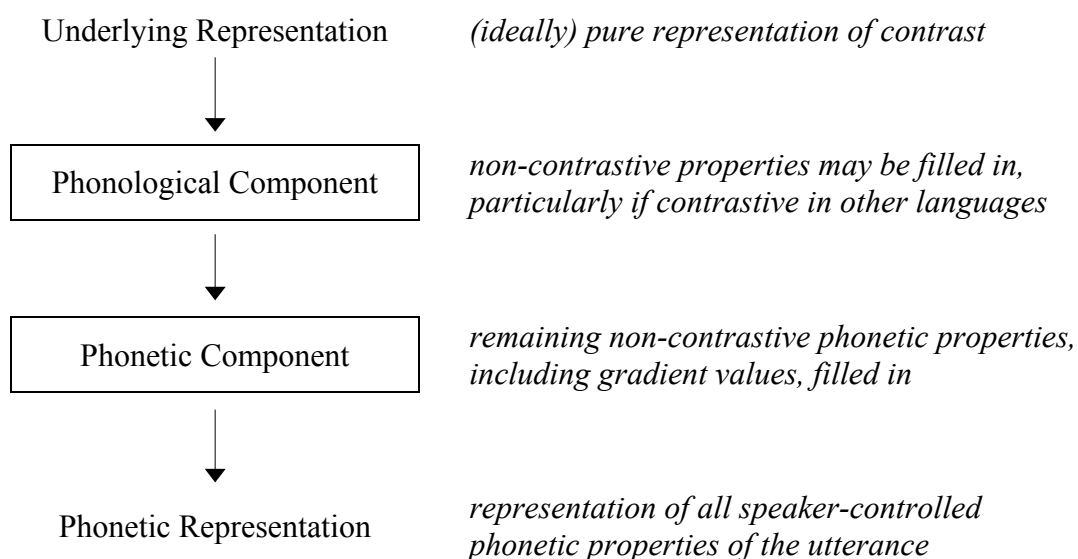 Underlying Representation (ideally) pure representation of contrast
Phonological Component non-contrastive properties may be filled in,
particularly if contrastive in other languages
Phonetic Component remaining non-contrastive phonetic properties,
including gradient values, filled in
Phonetic Representation representation of all speaker-controlled
phonetic properties of the utterance